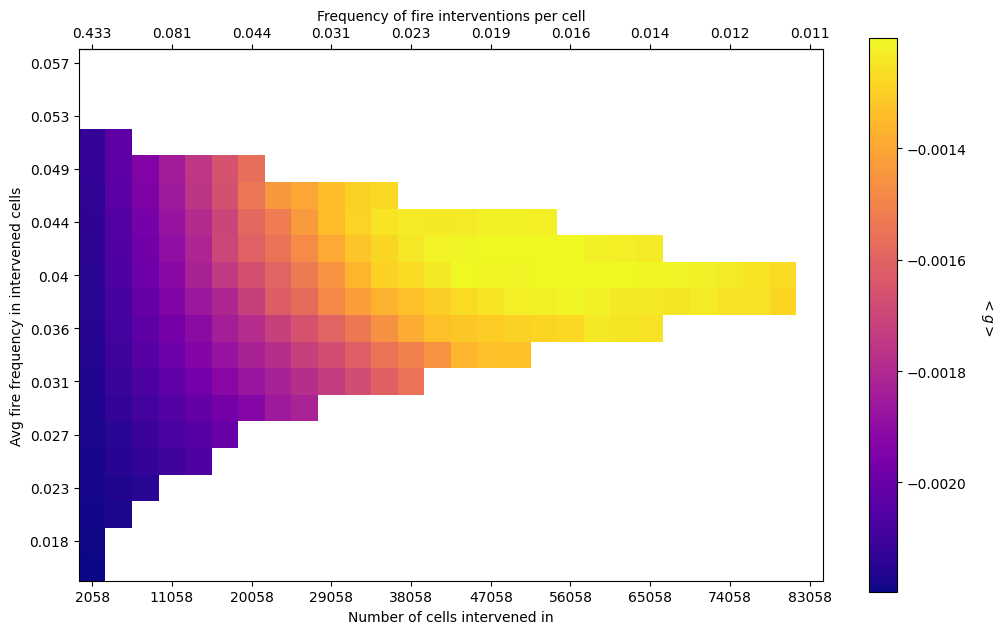 Frequency of fire interventions per cell
0.433 0.081 0.044 0.031 0.023 0.019 0.016 0.014 0.012 0.011
Avg fire frequency in intervened cells
0.057
0.053
0.049
0.044
0.04
0.036
0.031
0.027
0.023
0.018
2058 11058 20058 29058 38058 47058 56058 65058 74058 83058
Number of cells intervened in
−0.0014
−0.0016
−0.0018
−0.0020
< g >